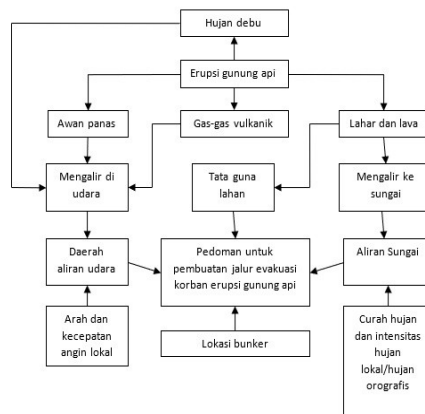 Hujan debu
Erupsi gunung api
Awan panas
Gas-gas vulkanik
Lahar dan lava
Mengalir di
udara
Tata guna
lahan
Mengalir ke
sungai
Daerah
aliran udara
Pedoman untuk
pembuatan jalur evakuasi
korban erupsi gunung api
Aliran Sungai
Arah dan
kecepatan
angin lokal
Lokasi bunker
Curah hujan
dan intensitas
hujan
lokal/hujan
orografis